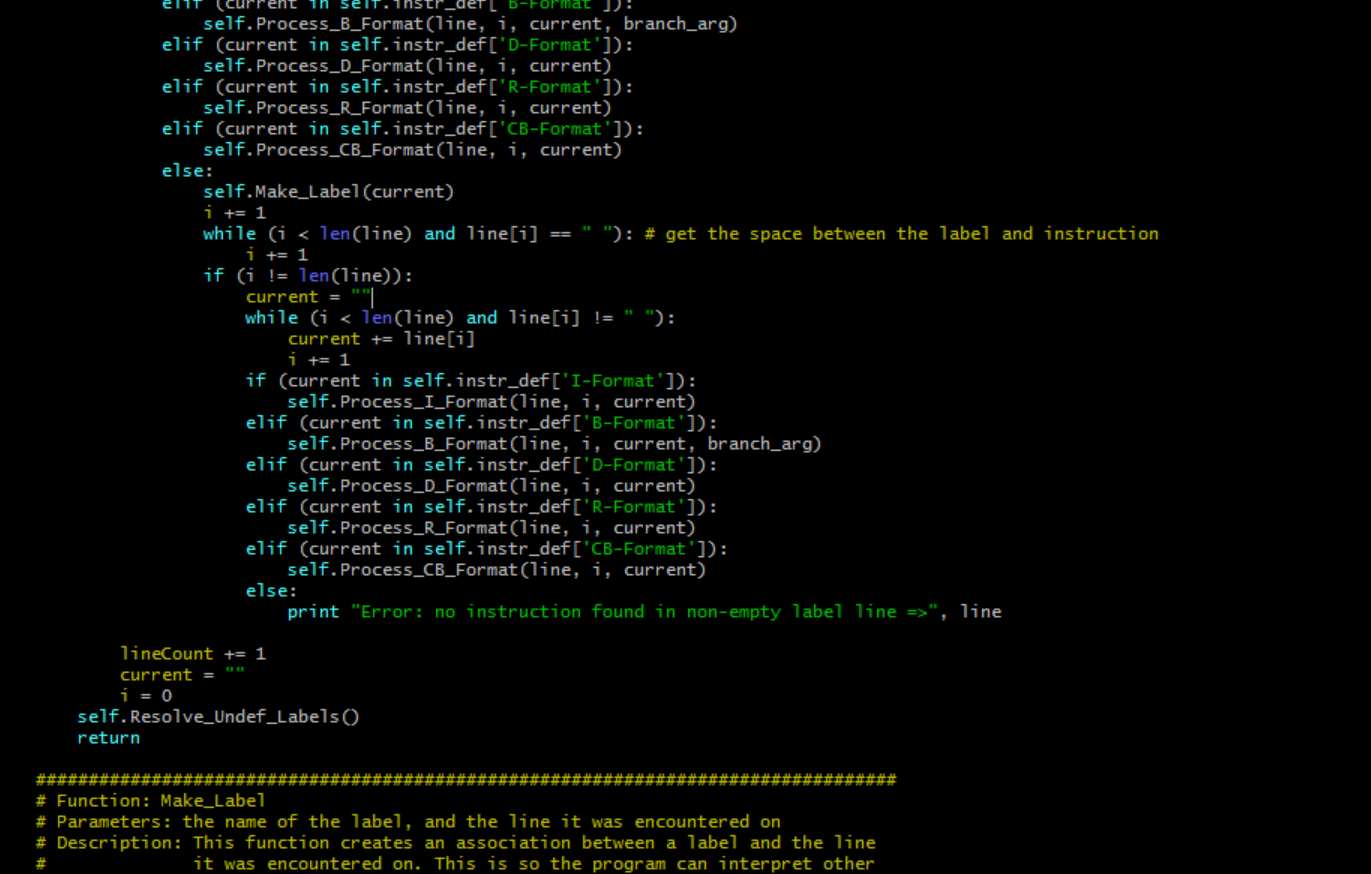 elif (current in self.instr_def['B-Format']):
self.Process_B_Format(line, i, current, branch_arg)
elif (current in self.instr_def['D-Format']):
self.Process_D_Format(line, i, current)
elif (current in self.instr_def['R-Format']):
self.Process_R_Format(line, i, current)
elif (current in self.instr_def['CB-Format']):
self.Process_CB_Format(line, i, current)
else:
self.Make_Label(current)
i += 1
while (i < len(line) and line[i] == " "): # get the space between the label and instruction
i += 1
if (i != len(line)):
current = ""
while (i < len(line) and line[i] != " "):
current += line[i]
i += 1
if (current in self.instr_def['I-Format']):
self.Process_I_Format(line, i, current)
elif (current in self.instr_def['B-Format']):
self.Process_B_Format(line, i, current, branch_arg)
elif (current in self.instr_def['D-Format']):
self.Process_D_Format(line, i, current)
elif (current in self.instr_def['R-Format']):
self.Process_R_Format(line, i, current)
elif (current in self.instr_def['CB-Format']):
self.Process_CB_Format(line, i, current)
else:
print "Error: no instruction found in non-empty label line =>", line
lineCount += 1
current = ""
i = 0
self.Resolve_Undef_Labels()
return
##################################################################################
# Function: Make_Label
# Parameters: the name of the label, and the line it was encountered on
# Description: This function creates an association between a label and the line
# it was encountered on. This is so the program can interpret other